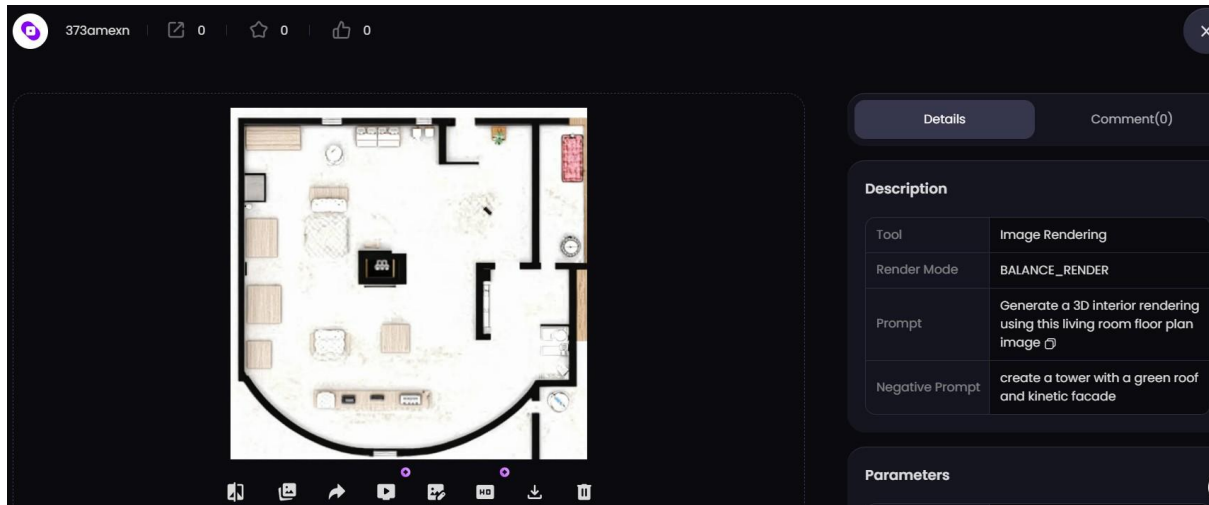 373amexn 0 0 0
Details Comment(0)
Description
Tool Image Rendering
Render Mode BALANCE_RENDER
Prompt Generate a 3D interior rendering
using this living room floor plan
image
Negative Prompt create a tower with a green roof
and kinetic facade
Parameters
HD